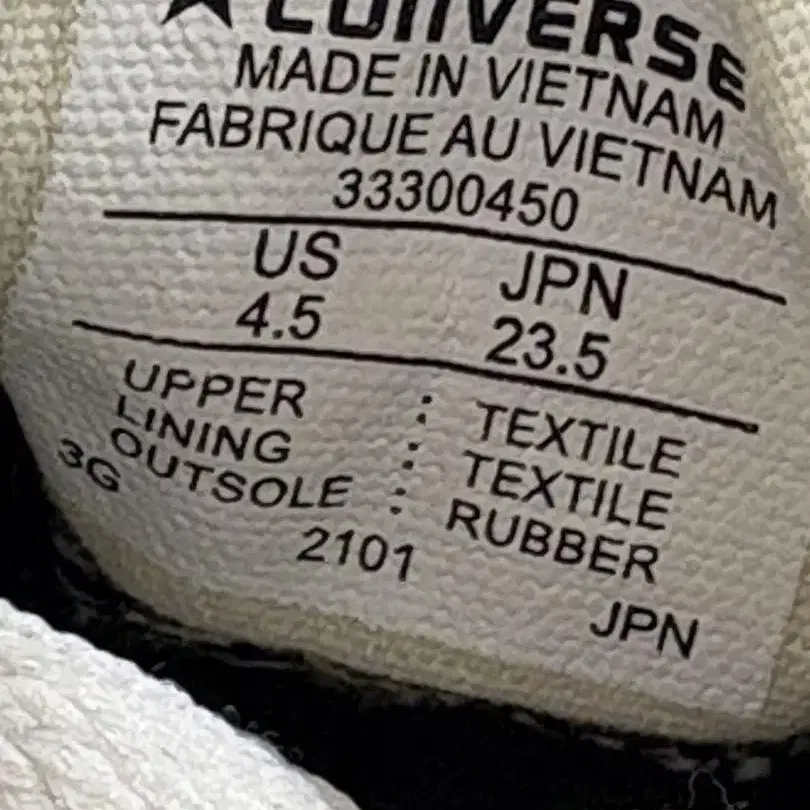 ★ CONVERSE
MADE IN VIETNAM
FABRIQUE AU VIETNAM
33300450
US JPN
4.5 23.5
UPPER : TEXTILE
LINING : TEXTILE
OUTSOLE : RUBBER
3G
2101
JPN